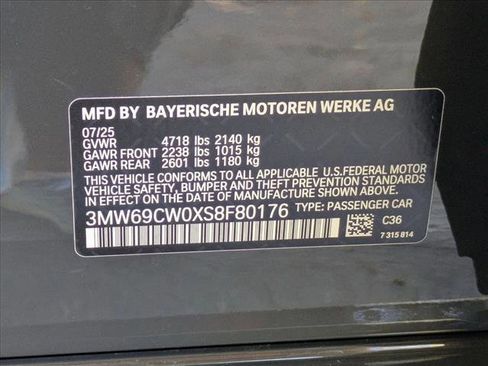 MFD BY BAYERISCHE MOTOREN WERKE AG
07/25
GVWR 4718 lbs 2140 kg
GAWR FRONT 2238 lbs 1015 kg
GAWR REAR 2601 lbs 1180 kg
THIS VEHICLE CONFORMS TO ALL APPLICABLE U.S.FEDERAL MOTOR
VEHICLE SAFETY, BUMPER AND THEFT PREVENTION STANDARDS
IN EFFECT ON THE DATE OF MANUFACTURE SHOWN ABOVE.
3MW69CW0XS8F80176 TYPE: PASSENGER CAR
C36
7 315 814